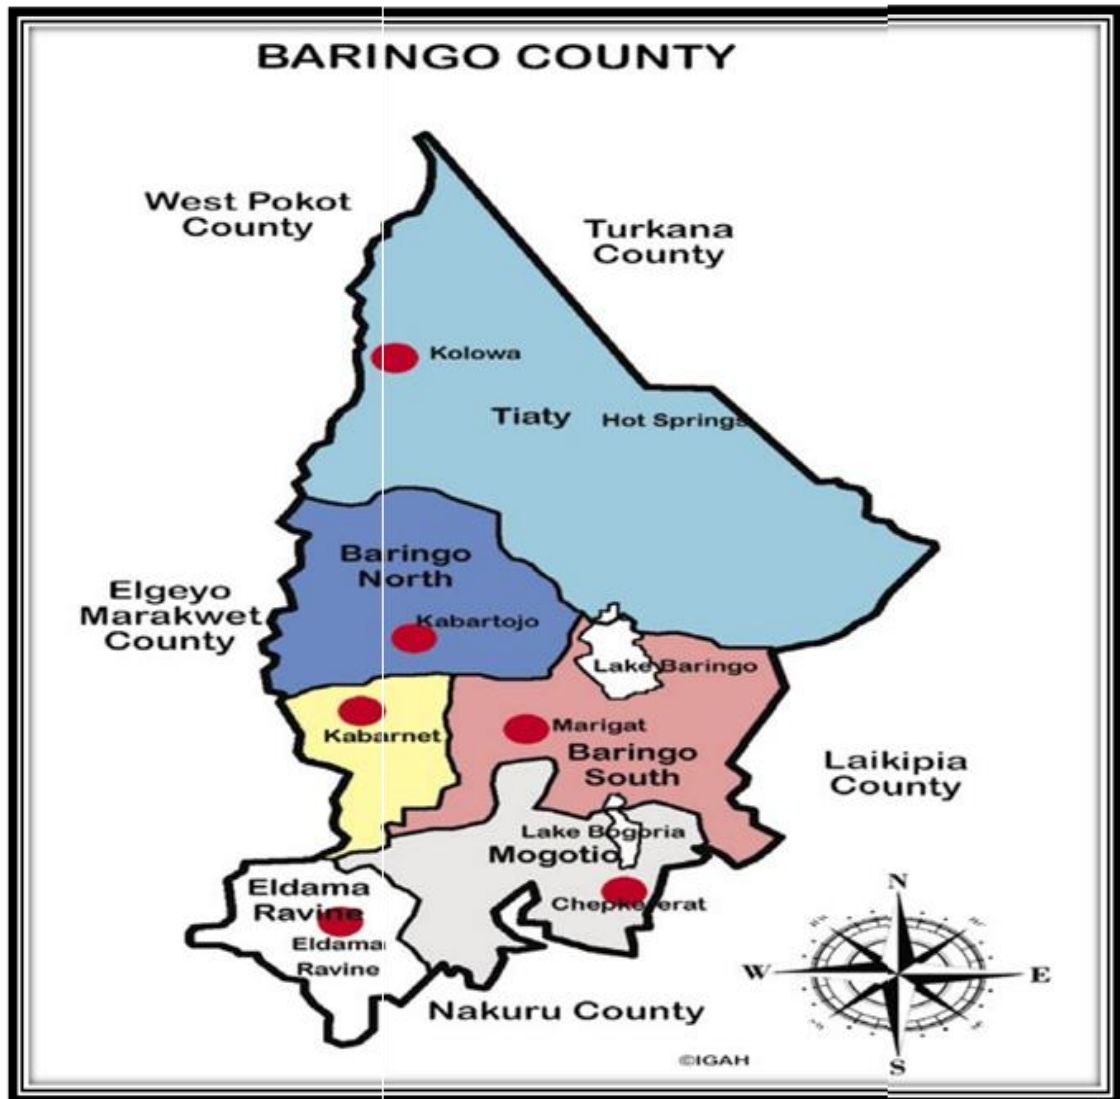 BARINGO COUNTY
West Pokot
County
Turkana
County
Kolowa
Tiaty
Hot Springs
Baringo
North
Elgeyo
Marakwet
County
Kabartojo
Lake Baringo
Kabarnet
Marigat
Baringo
South
Laikipia
County
Lake Bogoria
Mogotio
Eldama
Ravine
Eldama
Ravine
Nakuru County
©IGAH
N
W
E
S